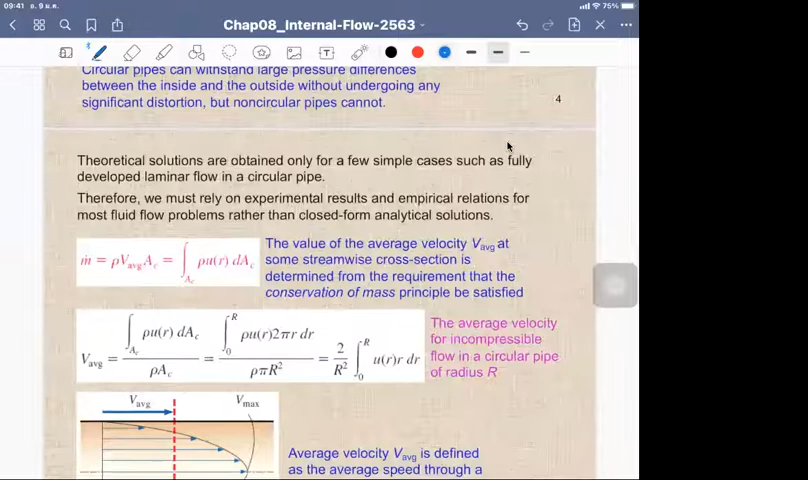 09:41 อ. 9 ม.ค.
75%
Chap08_Internal-Flow-2563
Circular pipes can withstand large pressure differences
between the inside and the outside without undergoing any
significant distortion, but noncircular pipes cannot.
4
Theoretical solutions are obtained only for a few simple cases such as fully
developed laminar flow in a circular pipe.
Therefore, we must rely on experimental results and empirical relations for
most fluid flow problems rather than closed-form analytical solutions.
ṁ = ρV_avg A_c = ∫_{A_c} ρu(r) dA_c
The value of the average velocity V_avg at
some streamwise cross-section is
determined from the requirement that the
conservation of mass principle be satisfied
V_avg = ∫_{A_c} ρu(r) dA_c / ρA_c = ∫_0^R ρu(r)2πr dr / ρπR² = 2/R² ∫_0^R u(r)r dr
The average velocity
for incompressible
flow in a circular pipe
of radius R
V_avg V_max
Average velocity V_avg is defined
as the average speed through a